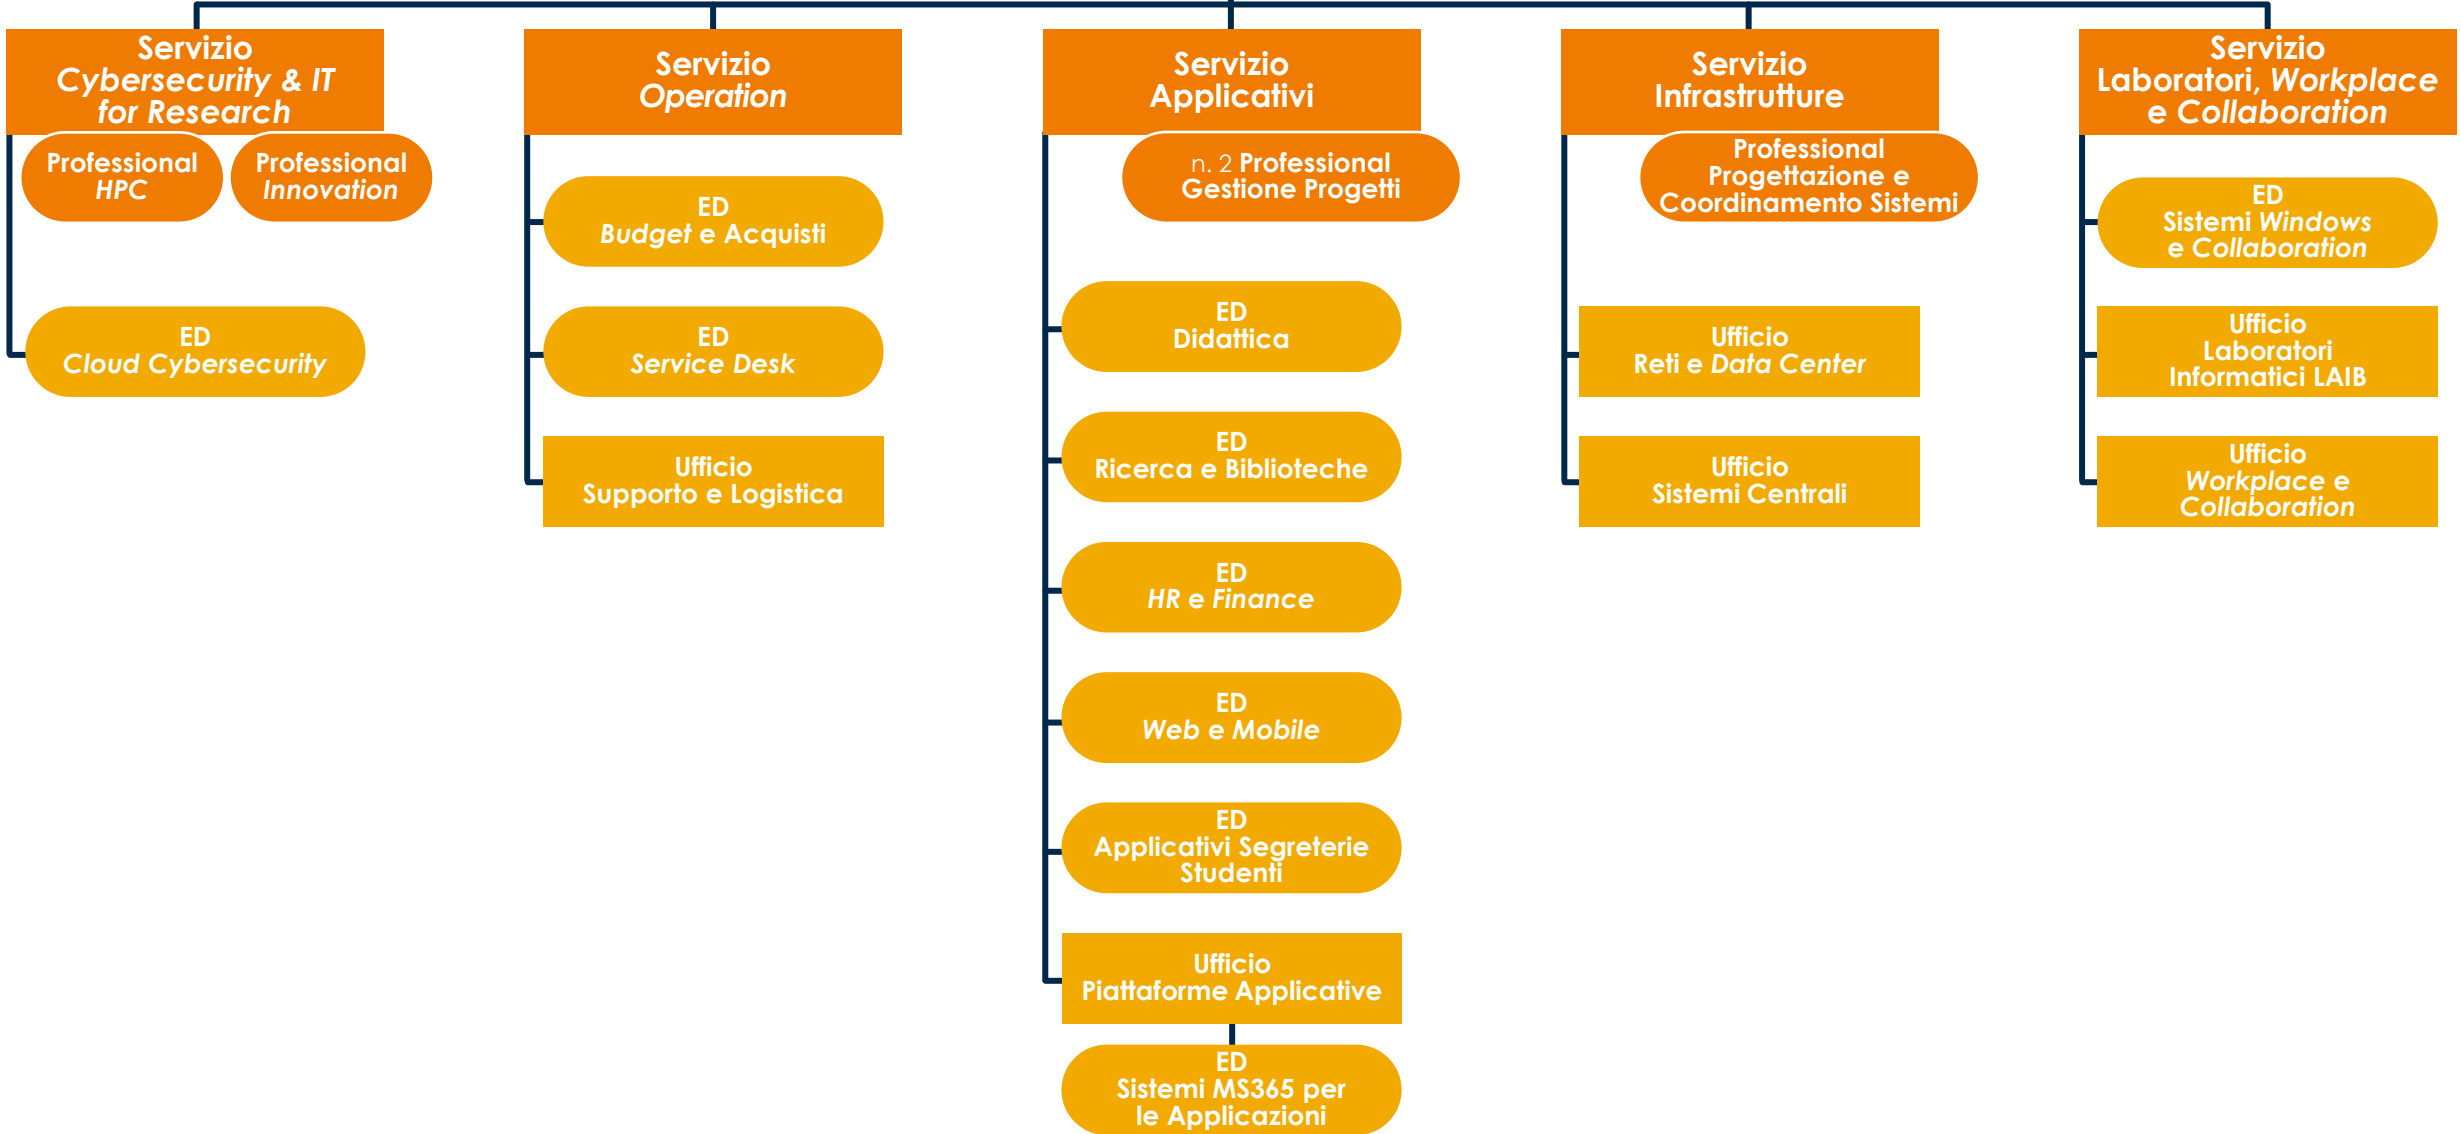 Servizio
Cybersecurity & IT
for Research
Professional
HPC
Professional
Innovation
ED
Cloud Cybersecurity
Servizio
Operation
ED
Budget e Acquisti
ED
Service Desk
Ufficio
Supporto e Logistica
Servizio
Applicativi
n. 2 Professional
Gestione Progetti
ED
Didattica
ED
Ricerca e Biblioteche
ED
HR e Finance
ED
Web e Mobile
ED
Applicativi Segreterie
Studenti
Ufficio
Piattaforme Applicative
ED
Sistemi MS365 per
le Applicazioni
Servizio
Infrastrutture
Professional
Progettazione e
Coordinamento Sistemi
Ufficio
Reti e Data Center
Ufficio
Sistemi Centrali
Servizio
Laboratori, Workplace
e Collaboration
ED
Sistemi Windows
e Collaboration
Ufficio
Laboratori
Informatici LAIB
Ufficio
Workplace e
Collaboration